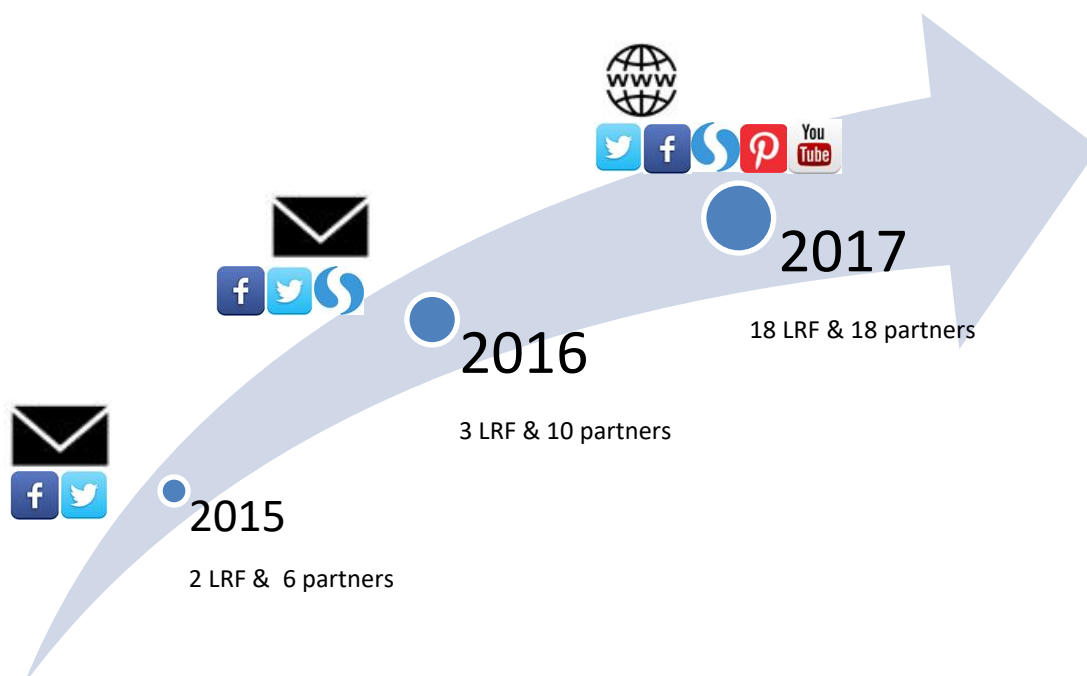 www
You
Tube
2017
18 LRF & 18 partners
2016
3 LRF & 10 partners
2015
2 LRF &  6 partners